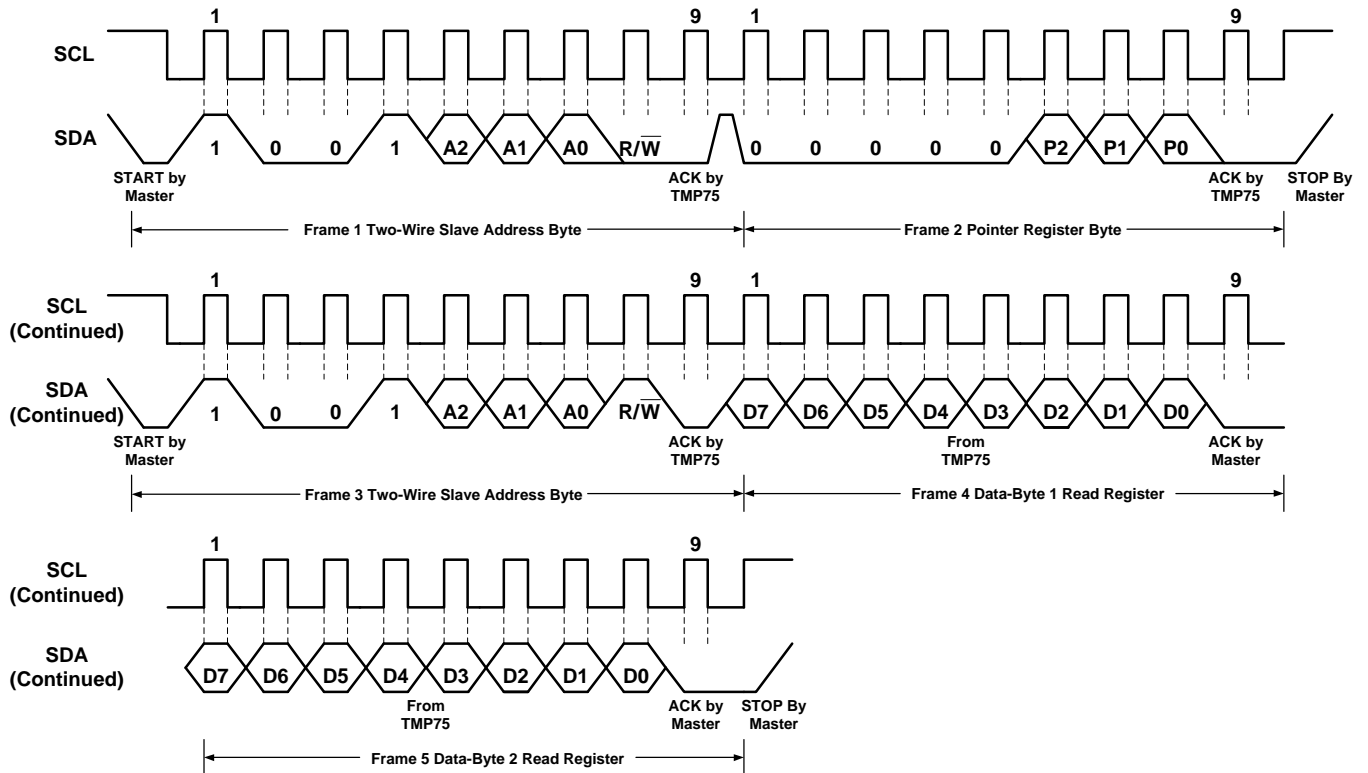 1 9 1 9
SCL
SDA
1 0 0 1 A2 A1 A0 R/W̅ 0 0 0 0 0 P2 P1 P0
START by
Master
ACK by
TMP75
ACK by
TMP75
STOP By
Master
Frame 1 Two-Wire Slave Address Byte
Frame 2 Pointer Register Byte
1 9 1 9
SCL
(Continued)
SDA
(Continued)
1 0 0 1 A2 A1 A0 R/W̅ D7 D6 D5 D4 D3 D2 D1 D0
START by
Master
ACK by
TMP75
From
TMP75
ACK by
Master
Frame 3 Two-Wire Slave Address Byte
Frame 4 Data-Byte 1 Read Register
1 9
SCL
(Continued)
SDA
(Continued)
D7 D6 D5 D4 D3 D2 D1 D0
From
TMP75
ACK by
Master
STOP By
Master
Frame 5 Data-Byte 2 Read Register